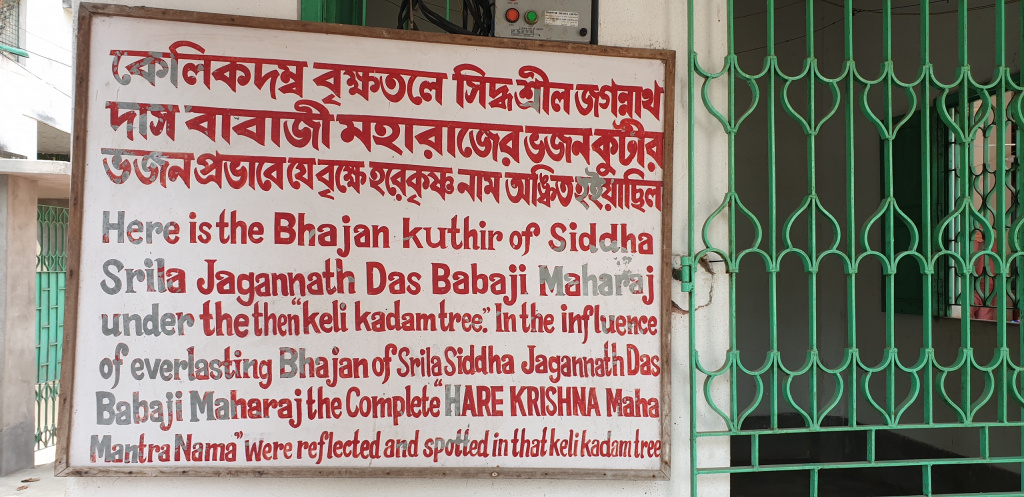 কেলিকদম্ব বৃক্ষতলে সিদ্ধশ্রীল জগন্নাথ
দাস বাবাজী মহারাজের ভজন কুটীর
ভজন প্রভাবে যে বৃক্ষে হরেকৃষ্ণ নাম অঙ্কিত হইয়াছিল
Here is the Bhajan kuthir of Siddha
Srila Jagannath Das Babaji Maharaj
under the then "keli kadam tree." In the influence
of everlasting Bhajan of Srila Siddha Jagannath Das
Babaji Maharaj the Complete "HARE KRISHNA Maha
Mantra Nama" were reflected and spotted in that keli kadam tree